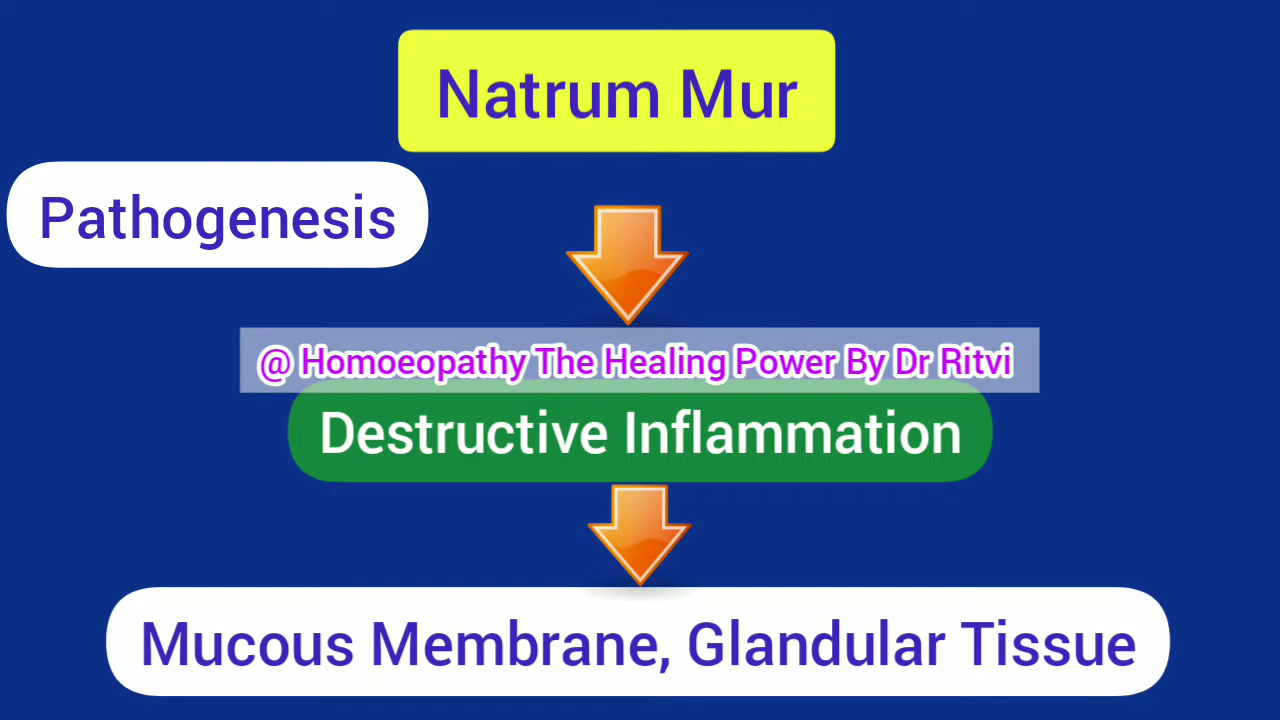 Natrum Mur
Pathogenesis
@ Homoeopathy The Healing Power By Dr Ritvi
Destructive Inflammation
Mucous Membrane, Glandular Tissue